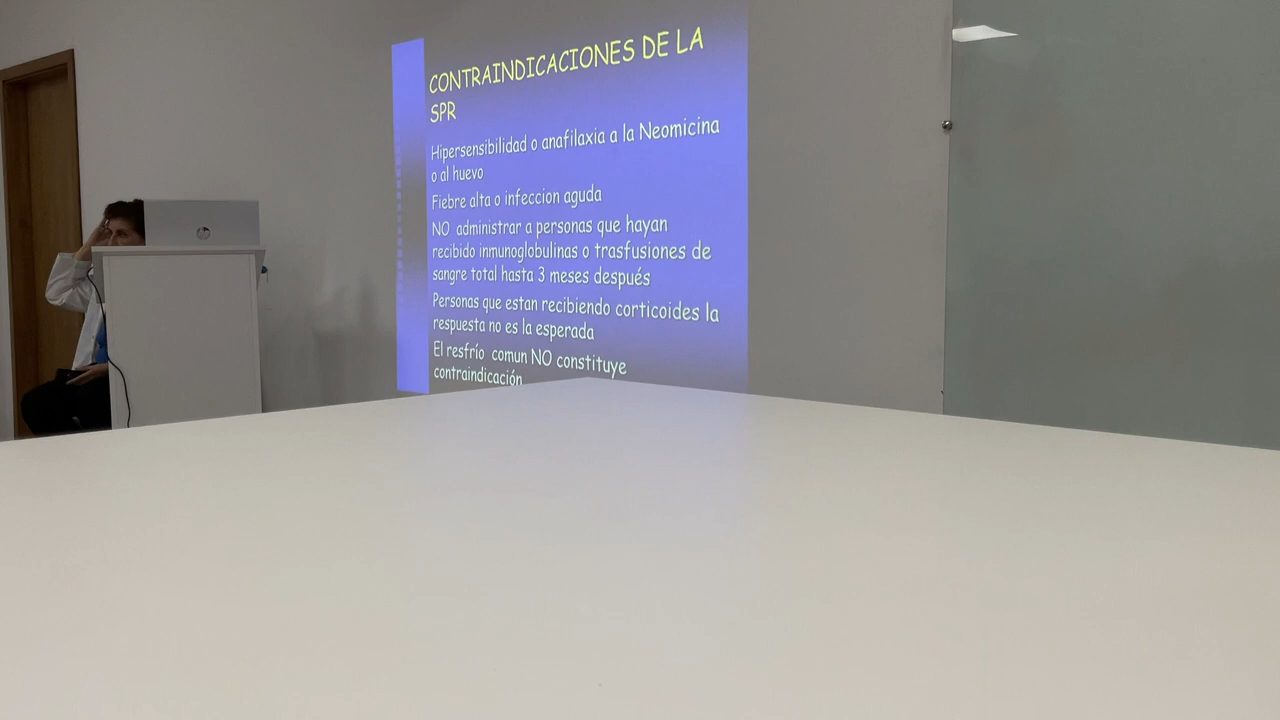 CONTRAINDICACIONES DE LA
SPR
Hipersensibilidad o anafilaxia a la Neomicina
o al huevo
Fiebre alta o infeccion aguda
NO administrar a personas que hayan
recibido inmunoglobulinas o trasfusiones de
sangre total hasta 3 meses después
Personas que estan recibiendo corticoides la
respuesta no es la esperada
El resfrío comun NO constituye
contraindicación